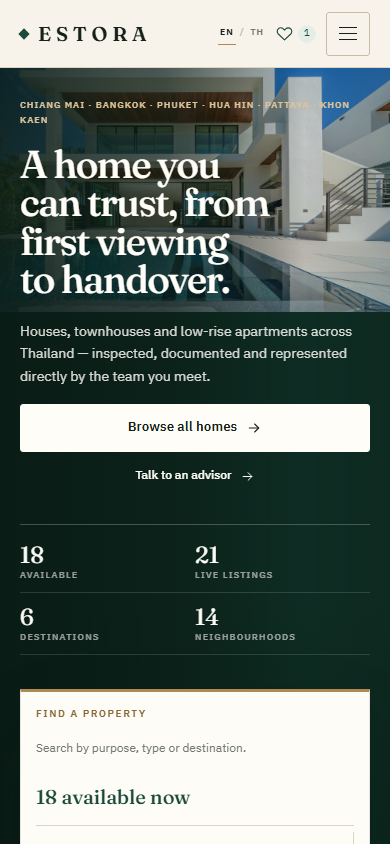 ESTORA
EN / TH
1
CHIANG MAI · BANGKOK · PHUKET · HUA HIN · PATTAYA · KHON
KAEN
A home you
can trust, from
first viewing
to handover.
Houses, townhouses and low-rise apartments across
Thailand — inspected, documented and represented
directly by the team you meet.
Browse all homes →
Talk to an advisor →
18
AVAILABLE
21
LIVE LISTINGS
6
DESTINATIONS
14
NEIGHBOURHOODS
FIND A PROPERTY
Search by purpose, type or destination.
18 available now